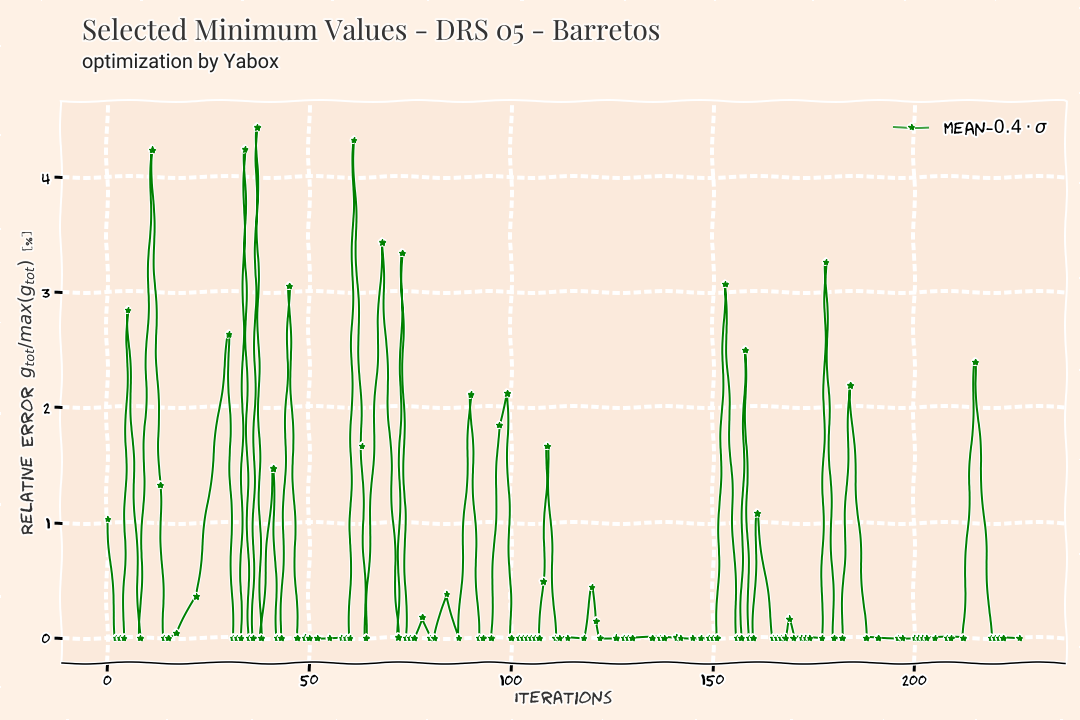 Selected Minimum Values - DRS 05 - Barretos
optimization by Yabox
MEAN-0.4 · σ
4
3
2
1
0
RELATIVE ERROR g_tot/max(g_tot) [%]
0 50 100 150 200
ITERATIONS